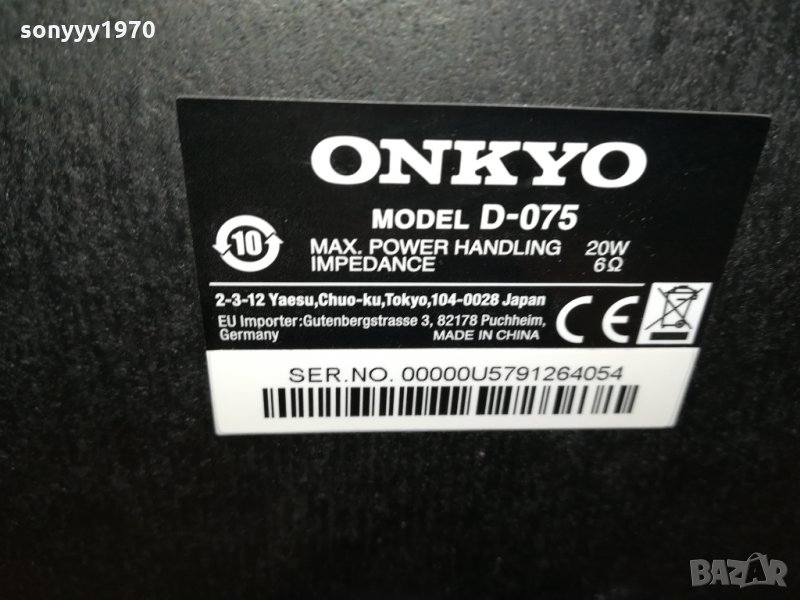 sonyyy1970
ONKYO
MODEL D-075
10
MAX. POWER HANDLING 20W
IMPEDANCE 6Ω
2-3-12 Yaesu,Chuo-ku,Tokyo,104-0028 Japan
EU Importer:Gutenbergstrasse 3, 82178 Puchheim,
Germany MADE IN CHINA
CE
SER.NO. 00000U5791264054
BAZAR